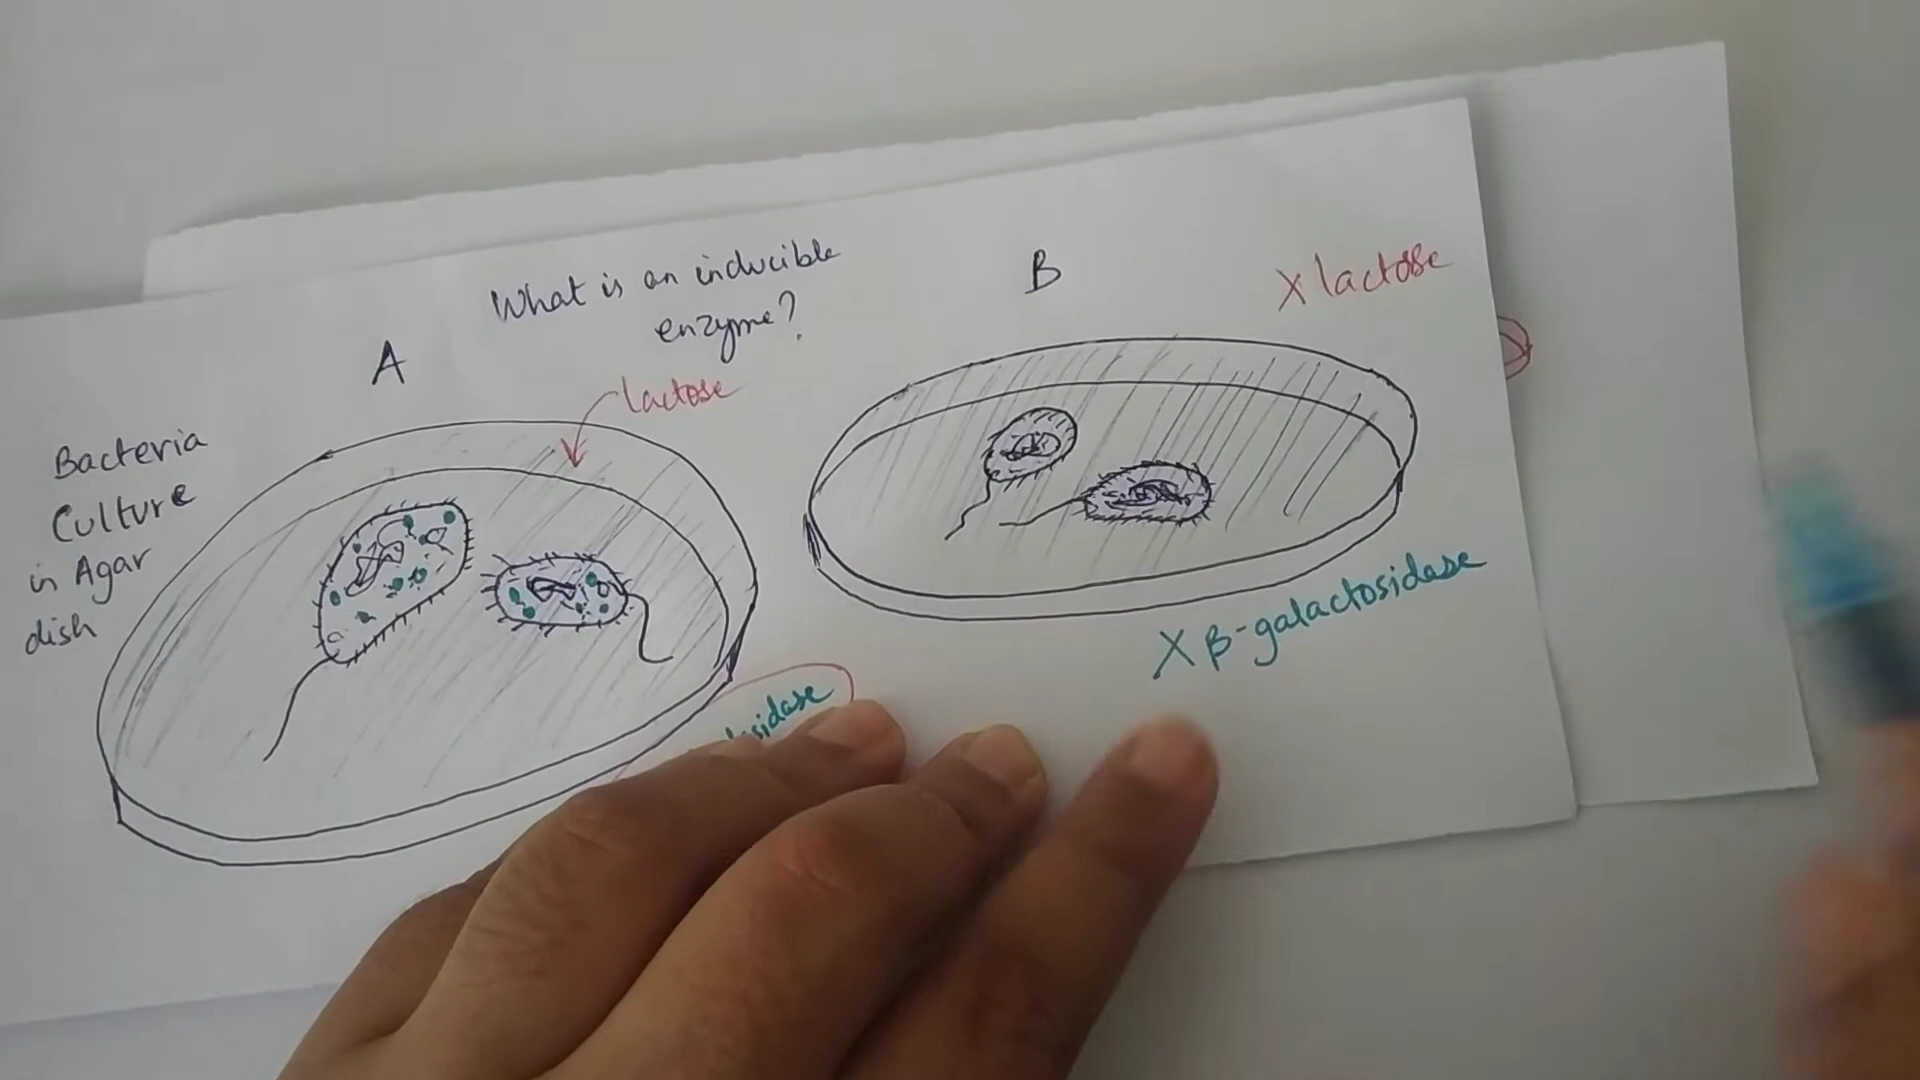 What is an inducible
enzyme?
A
B
X lactose
lactose
Bacteria
Culture
in Agar
dish
X β-galactosidase